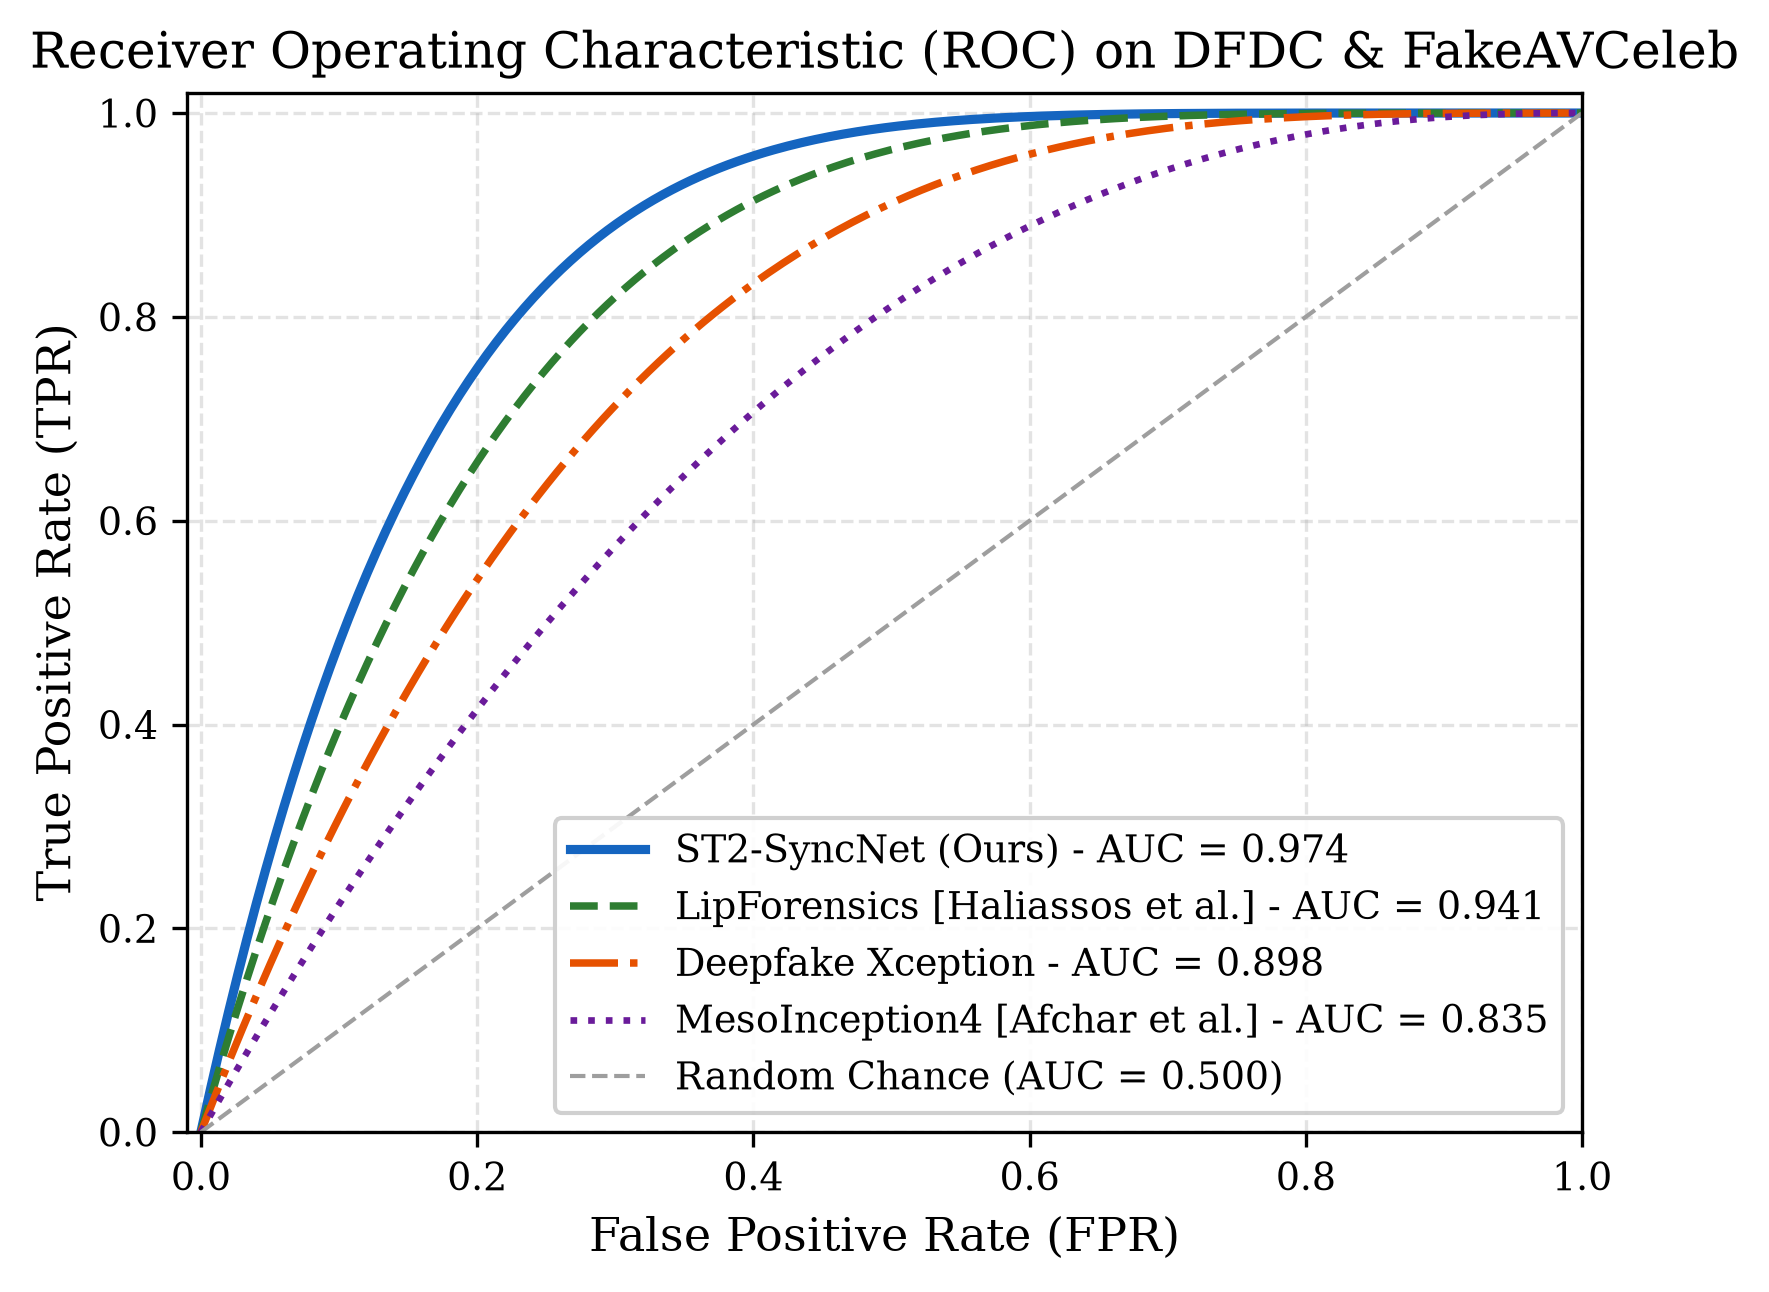 Receiver Operating Characteristic (ROC) on DFDC & FakeAVCeleb
True Positive Rate (TPR)
1.0
0.8
0.6
0.4
0.2
0.0
ST2-SyncNet (Ours) - AUC = 0.974
LipForensics [Haliassos et al.] - AUC = 0.941
Deepfake Xception - AUC = 0.898
MesoInception4 [Afchar et al.] - AUC = 0.835
Random Chance (AUC = 0.500)
0.0 0.2 0.4 0.6 0.8 1.0
False Positive Rate (FPR)